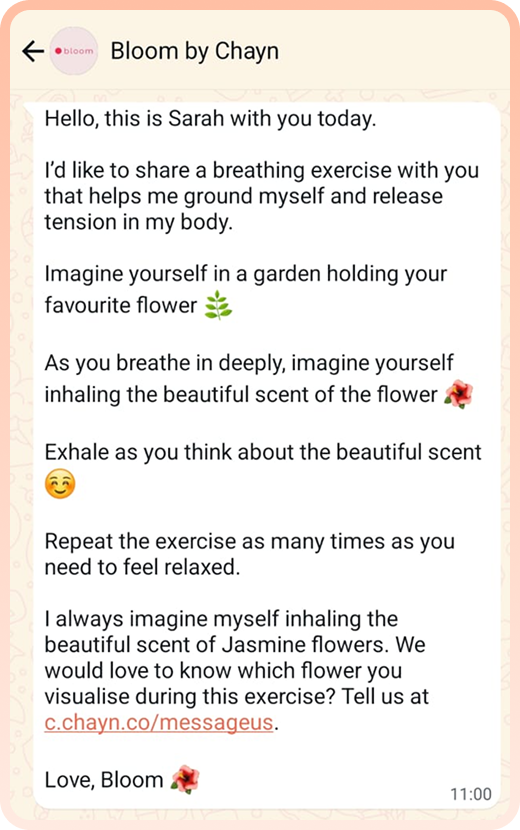 bloom
Bloom by Chayn
Hello, this is Sarah with you today.
I’d like to share a breathing exercise with you
that helps me ground myself and release
tension in my body.
Imagine yourself in a garden holding your
favourite flower 🌿
As you breathe in deeply, imagine yourself
inhaling the beautiful scent of the flower 🌺
Exhale as you think about the beautiful scent
☺️
Repeat the exercise as many times as you
need to feel relaxed.
I always imagine myself inhaling the
beautiful scent of Jasmine flowers. We
would love to know which flower you
visualise during this exercise? Tell us at
c.chayn.co/messageus.
Love, Bloom 🌺
11:00